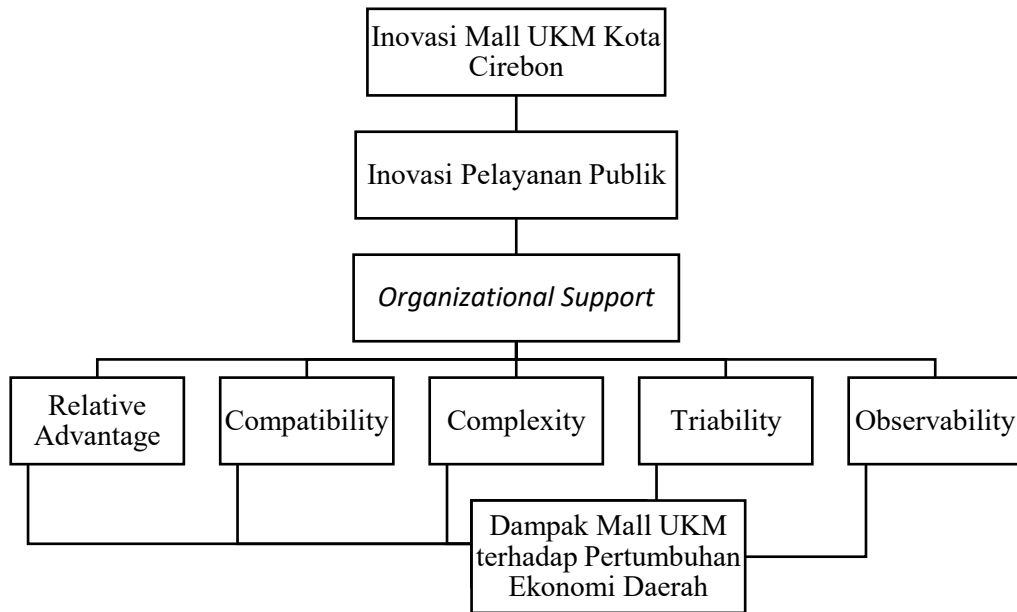 Inovasi Mall UKM Kota
Cirebon
Inovasi Pelayanan Publik
Organizational Support
Relative
Advantage
Compatibility
Complexity
Triability
Observability
Dampak Mall UKM
terhadap Pertumbuhan
Ekonomi Daerah